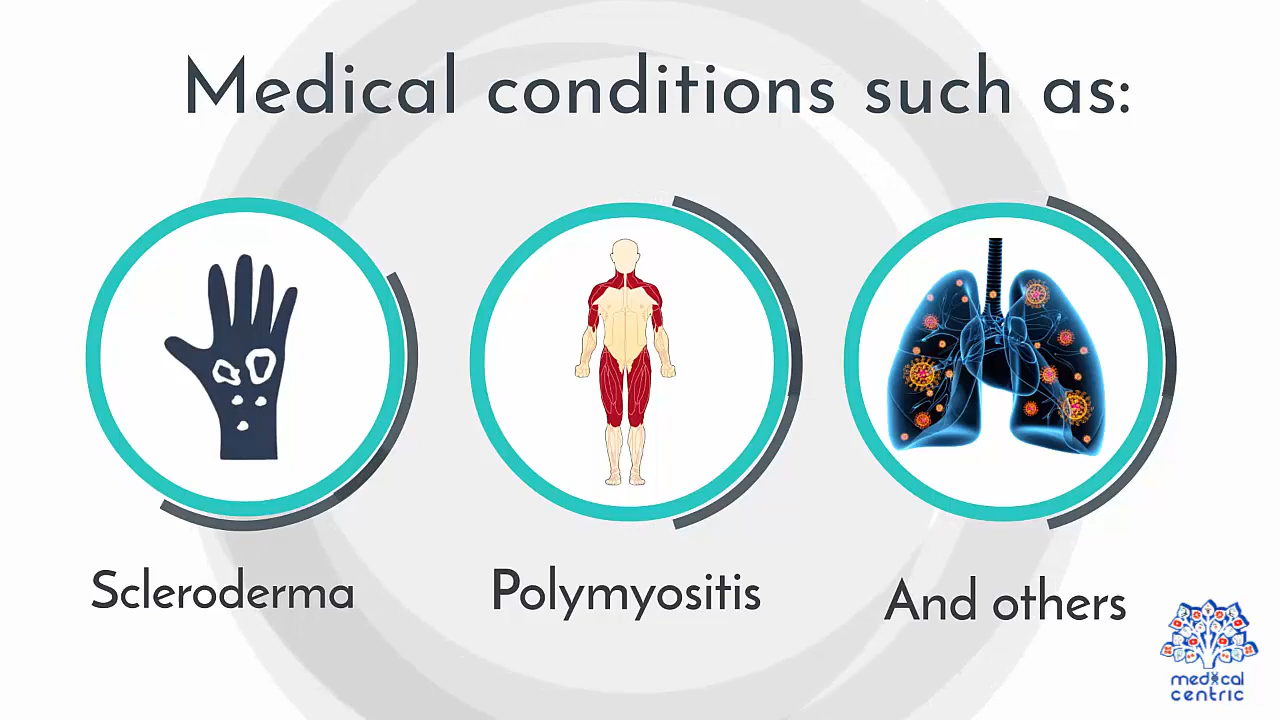 Medical conditions such as:
Scleroderma
Polymyositis
And others
medical
centric